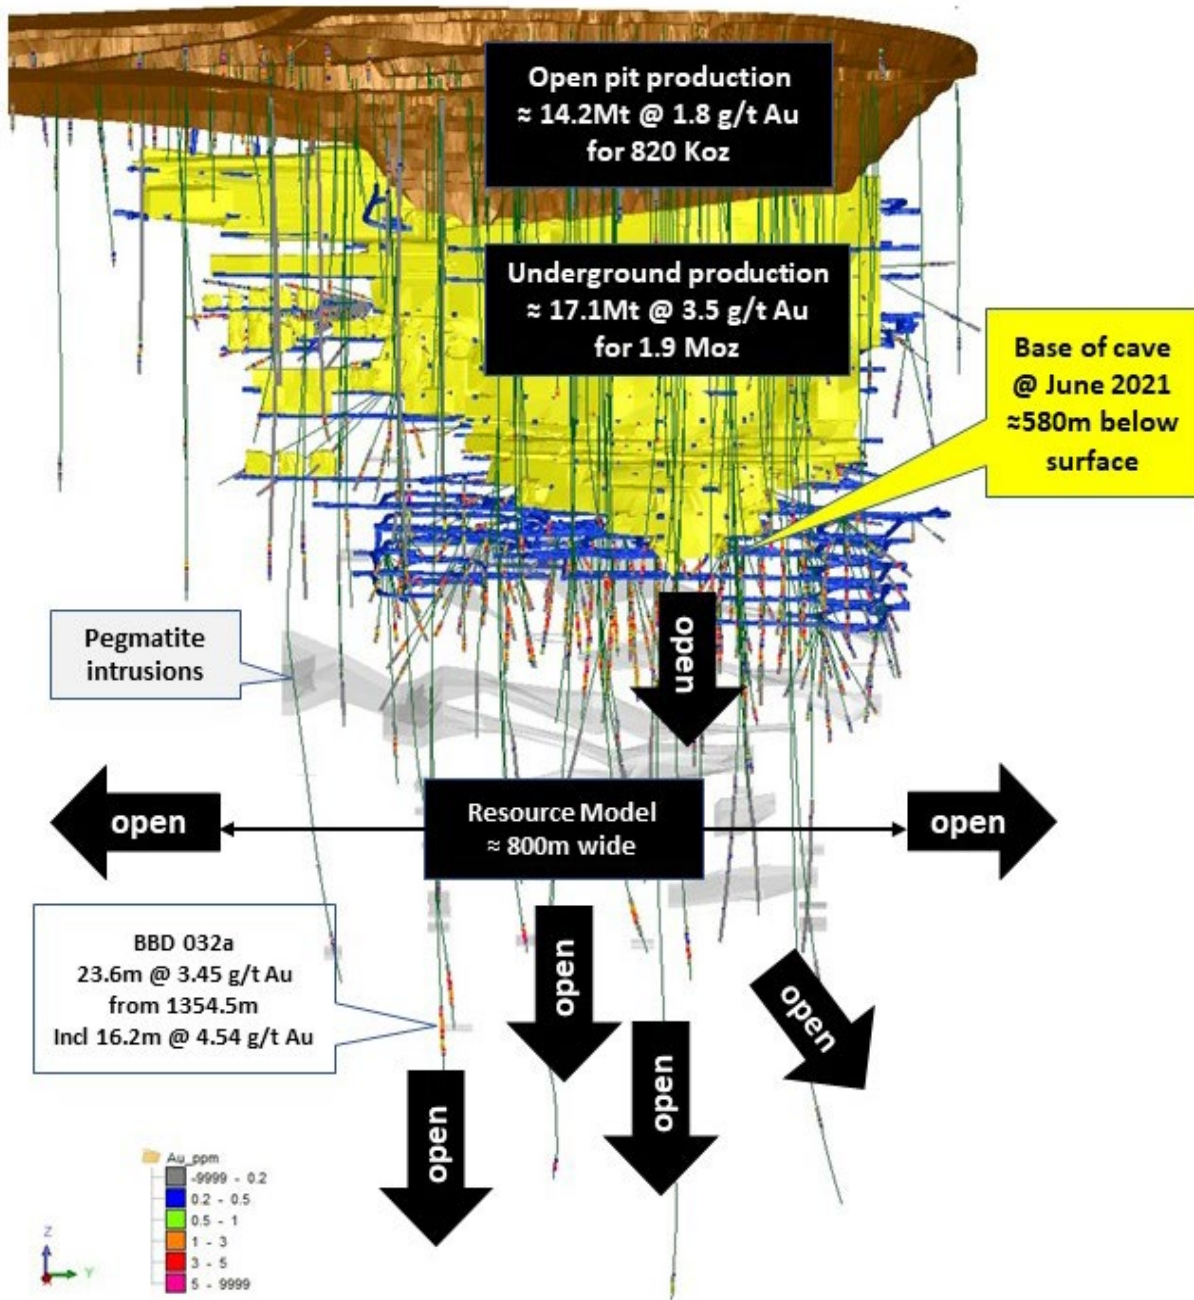 Open pit production
≈ 14.2Mt @ 1.8 g/t Au
for 820 Koz
Underground production
≈ 17.1Mt @ 3.5 g/t Au
for 1.9 Moz
Base of cave
@ June 2021
≈580m below
surface
Pegmatite
intrusions
open
open
Resource Model
≈ 800m wide
open
BBD 032a
23.6m @ 3.45 g/t Au
from 1354.5m
Incl 16.2m @ 4.54 g/t Au
open
open
open
open
Au_ppm
-9999 - 0.2
0.2 - 0.5
0.5 - 1
1 - 3
3 - 5
5 - 9999
Z
Y
X